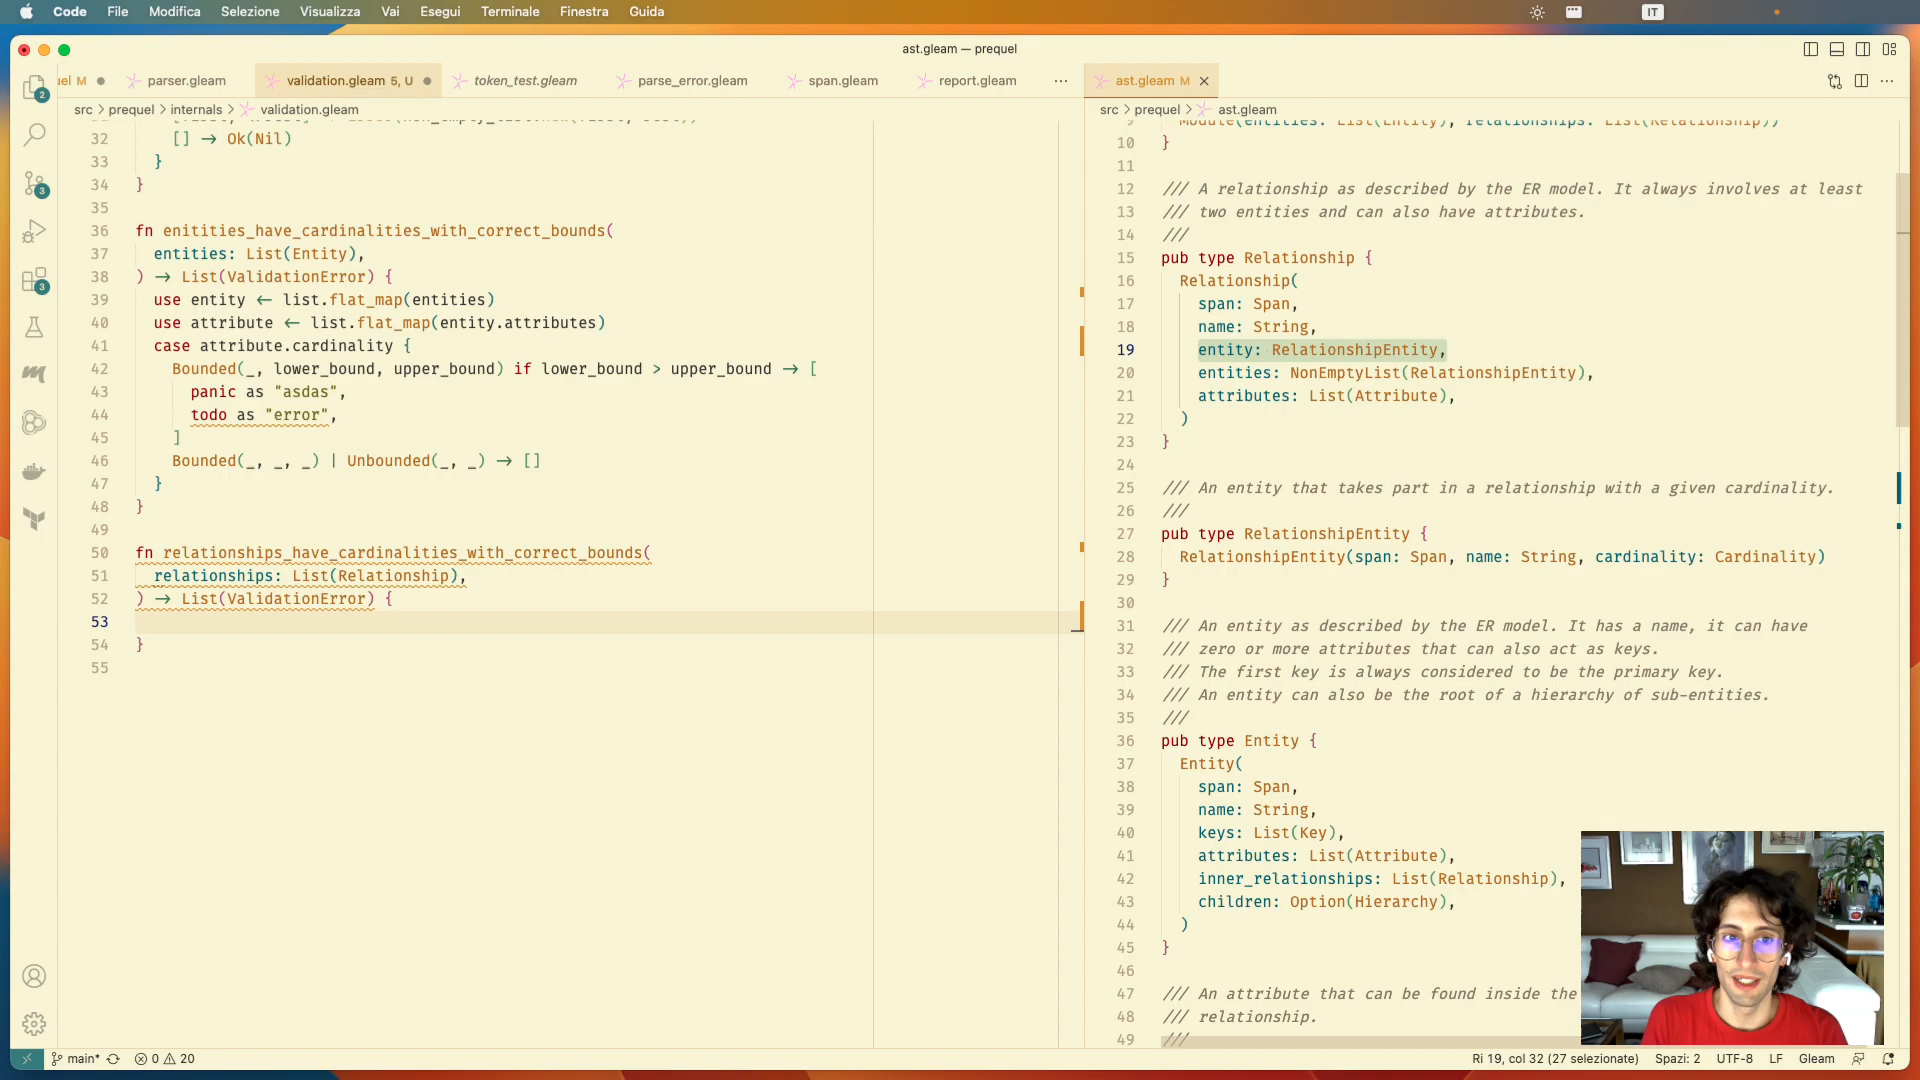 Code File Modifica Selezione Visualizza Vai Esegui Terminale Finestra Guida IT
ast.gleam — prequel
uel M parser.gleam validation.gleam 5, U token_test.gleam parse_error.gleam span.gleam report.gleam ···
ast.gleam M
src > prequel > internals > validation.gleam
32 [] → Ok(Nil)
33 }
34 }
35
36 fn enitities_have_cardinalities_with_correct_bounds(
37 entities: List(Entity),
38 ) → List(ValidationError) {
39 use entity ← list.flat_map(entities)
40 use attribute ← list.flat_map(entity.attributes)
41 case attribute.cardinality {
42 Bounded(_, lower_bound, upper_bound) if lower_bound > upper_bound → [
43 panic as "asdas",
44 todo as "error",
45 ]
46 Bounded(_, _, _) | Unbounded(_, _) → []
47 }
48 }
49
50 fn relationships_have_cardinalities_with_correct_bounds(
51 relationships: List(Relationship),
52 ) → List(ValidationError) {
53
54 }
55
src > prequel > ast.gleam
9 Module(entities: List(Entity), relationships: List(Relationship))
10 }
11
12 /// A relationship as described by the ER model. It always involves at least
13 /// two entities and can also have attributes.
14 ///
15 pub type Relationship {
16 Relationship(
17 span: Span,
18 name: String,
19 entity: RelationshipEntity,
20 entities: NonEmptyList(RelationshipEntity),
21 attributes: List(Attribute),
22 )
23 }
24
25 /// An entity that takes part in a relationship with a given cardinality.
26 ///
27 pub type RelationshipEntity {
28 RelationshipEntity(span: Span, name: String, cardinality: Cardinality)
29 }
30
31 /// An entity as described by the ER model. It has a name, it can have
32 /// zero or more attributes that can also act as keys.
33 /// The first key is always considered to be the primary key.
34 /// An entity can also be the root of a hierarchy of sub-entities.
35 ///
36 pub type Entity {
37 Entity(
38 span: Span,
39 name: String,
40 keys: List(Key),
41 attributes: List(Attribute),
42 inner_relationships: List(Relationship),
43 children: Option(Hierarchy),
44 )
45 }
46
47 /// An attribute that can be found inside the
48 /// relationship.
49 ///
2
3
3
main* 0 20
Ri 19, col 32 (27 selezionate) Spazi: 2 UTF-8 LF Gleam